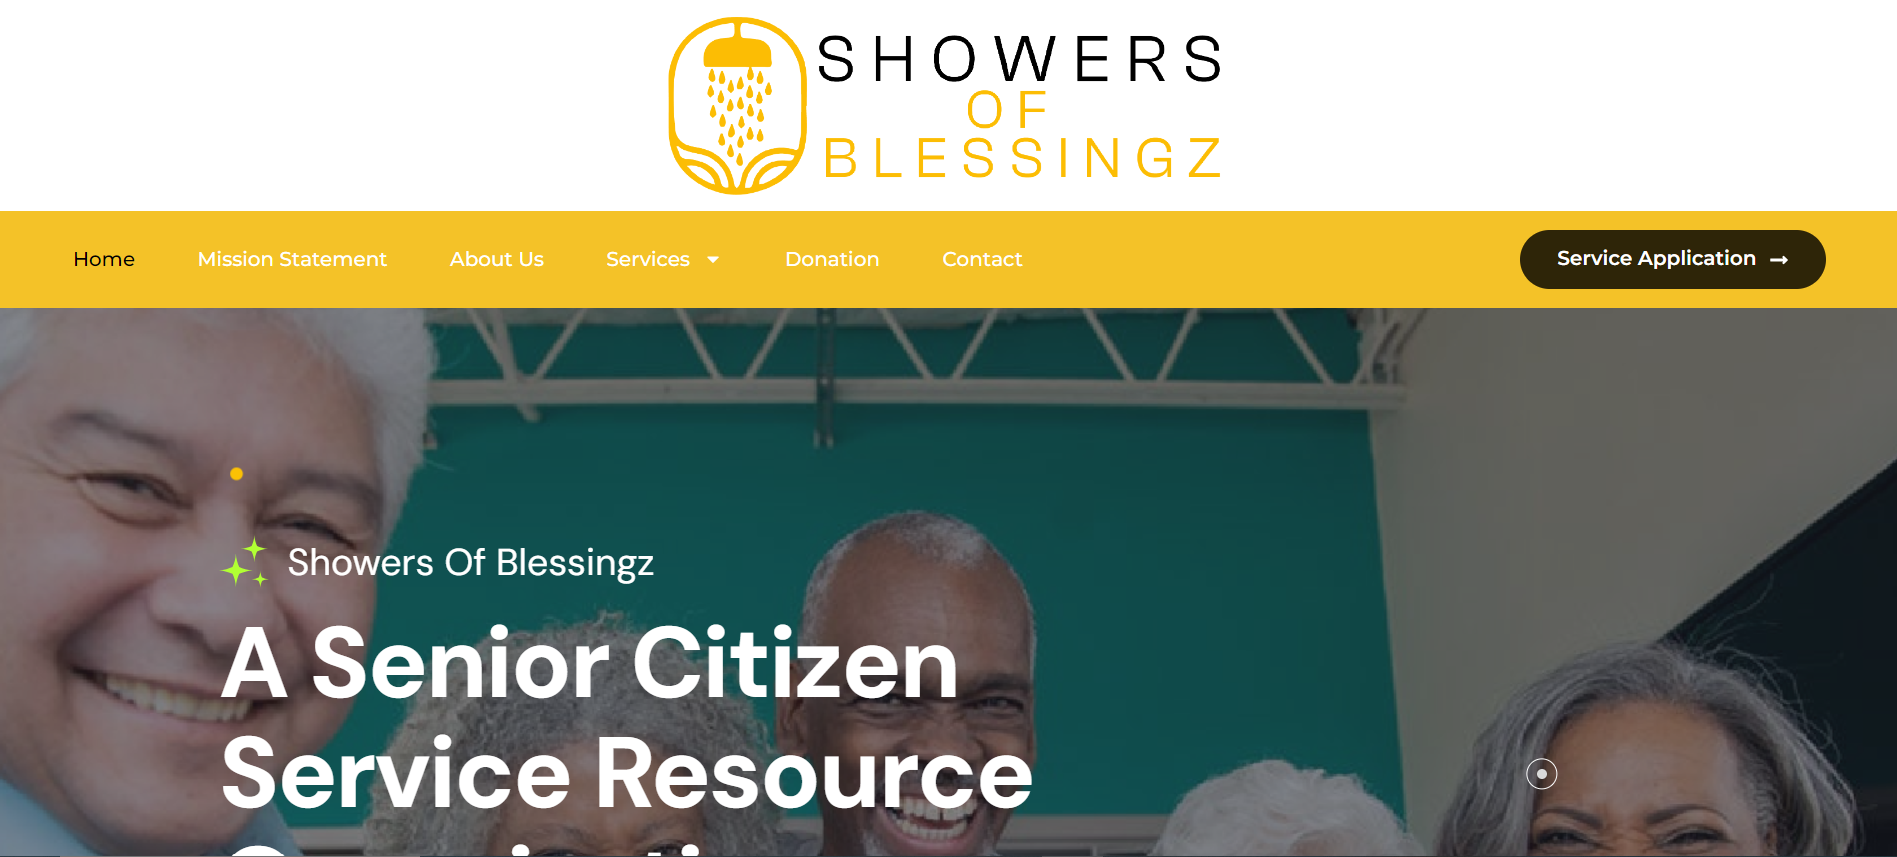 SHOWERS
OF
BLESSINGZ
Home Mission Statement About Us Services Donation Contact Service Application
Showers Of Blessingz
A Senior Citizen
Service Resource